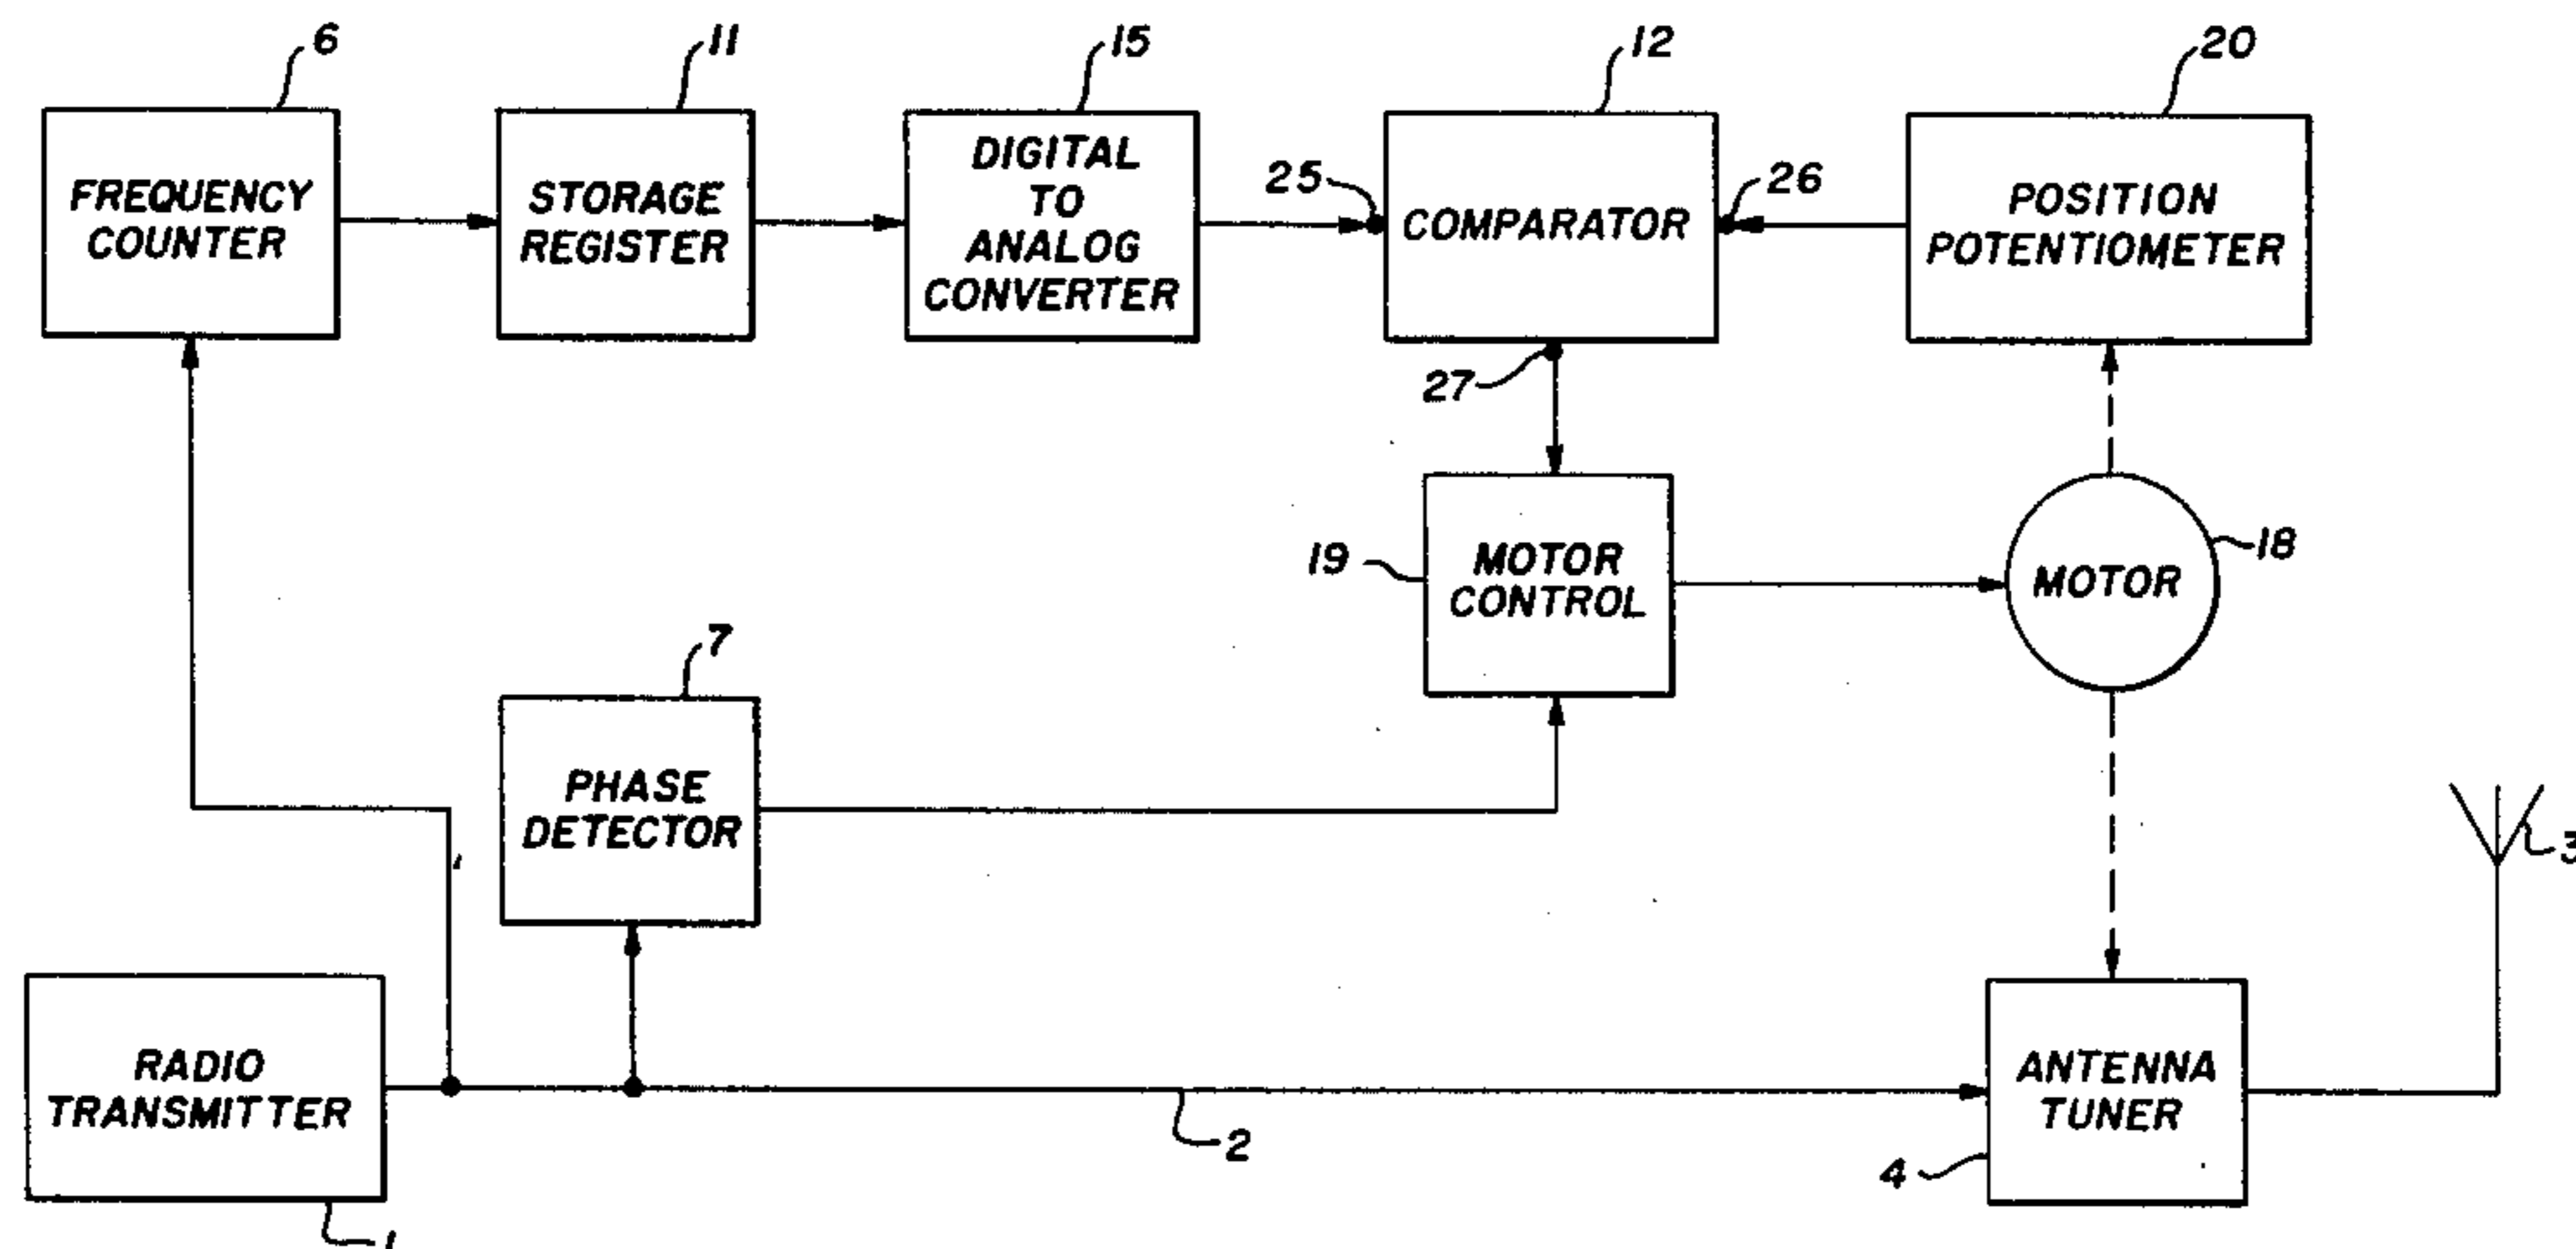 6
11
15
12
20
FREQUENCY
COUNTER
STORAGE
REGISTER
DIGITAL
TO
ANALOG
CONVERTER
25
COMPARATOR
26
POSITION
POTENTIOMETER
27
19
MOTOR
CONTROL
MOTOR
18
7
PHASE
DETECTOR
3
RADIO
TRANSMITTER
1
2
ANTENNA
TUNER
4